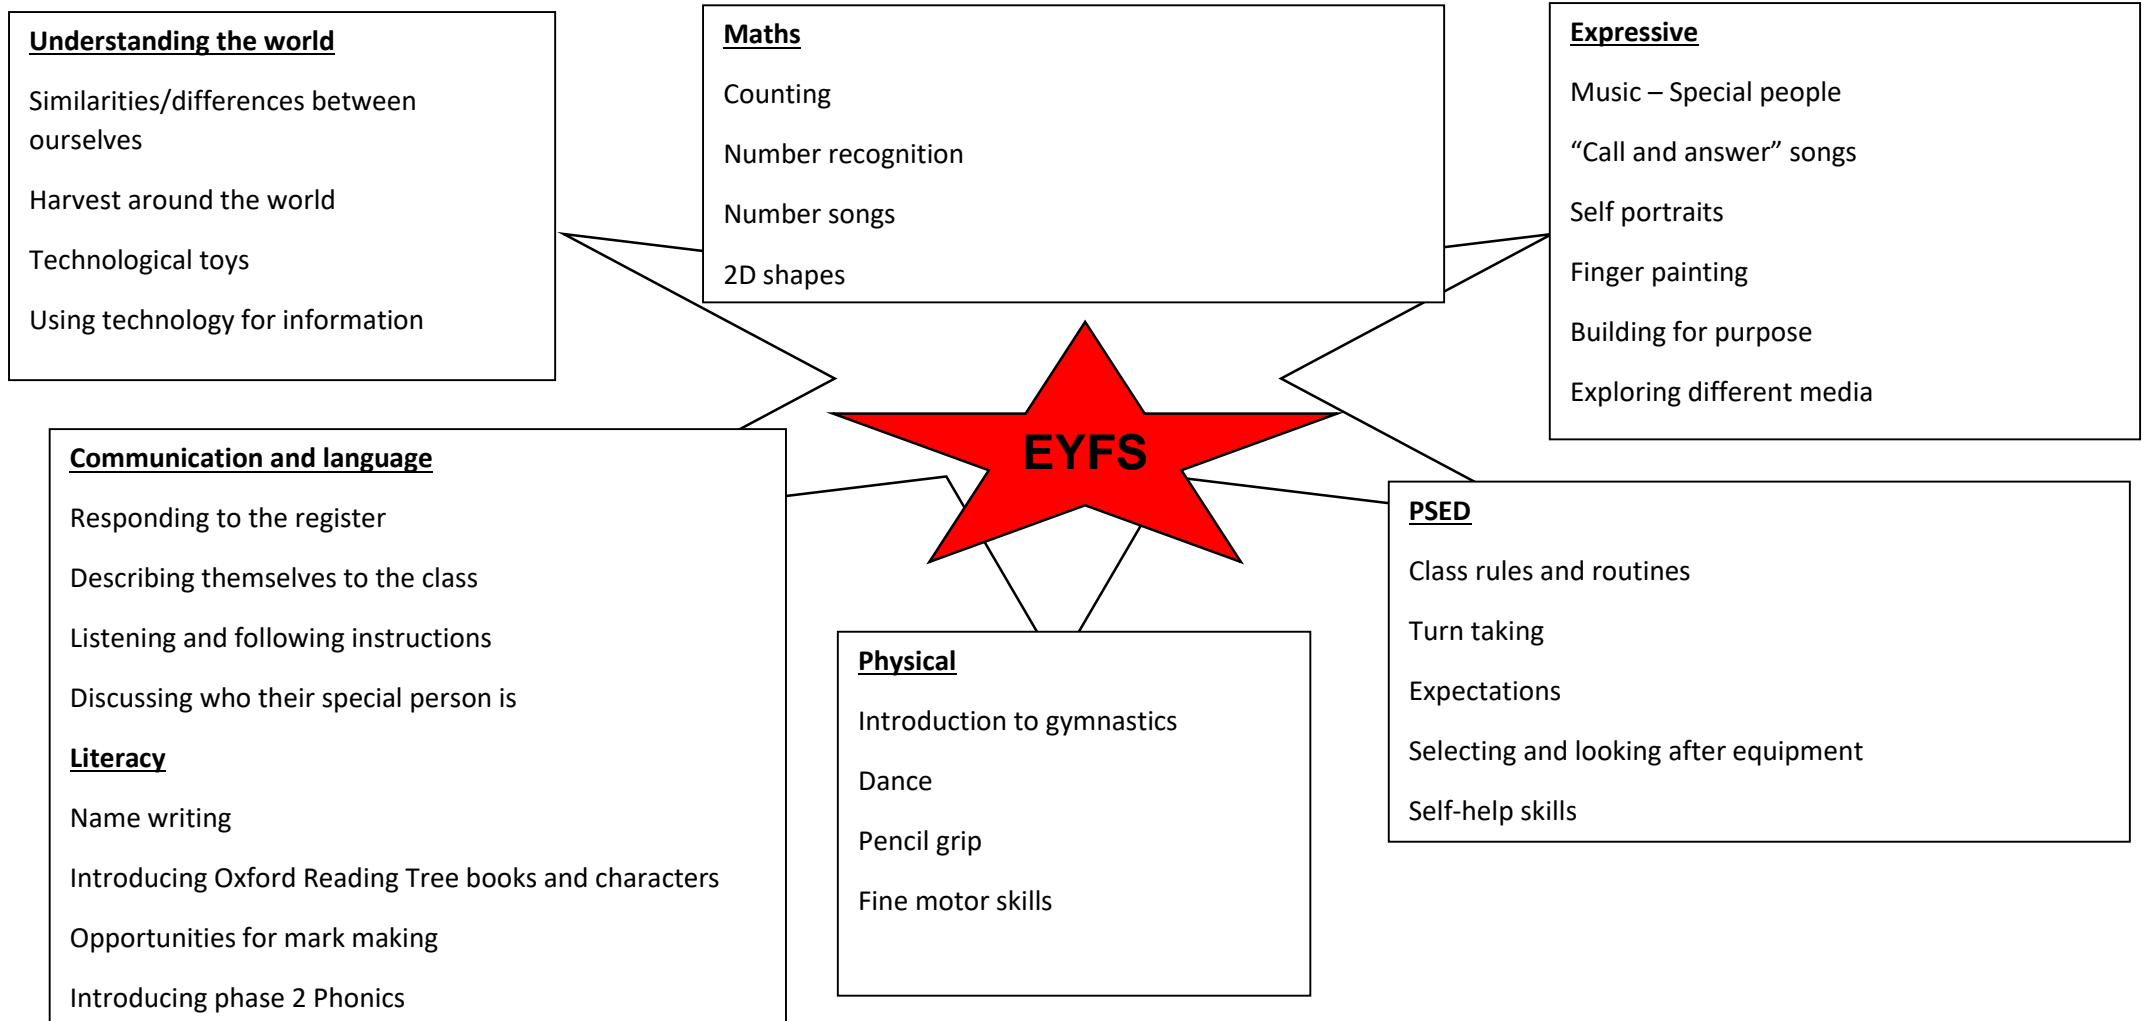 Understanding the world
Similarities/differences between
ourselves
Harvest around the world
Technological toys
Using technology for information
Maths
Counting
Number recognition
Number songs
2D shapes
Expressive
Music – Special people
“Call and answer” songs
Self portraits
Finger painting
Building for purpose
Exploring different media
EYFS
Communication and language
Responding to the register
Describing themselves to the class
Listening and following instructions
Discussing who their special person is
Literacy
Name writing
Introducing Oxford Reading Tree books and characters
Opportunities for mark making
Introducing phase 2 Phonics
Physical
Introduction to gymnastics
Dance
Pencil grip
Fine motor skills
PSED
Class rules and routines
Turn taking
Expectations
Selecting and looking after equipment
Self-help skills